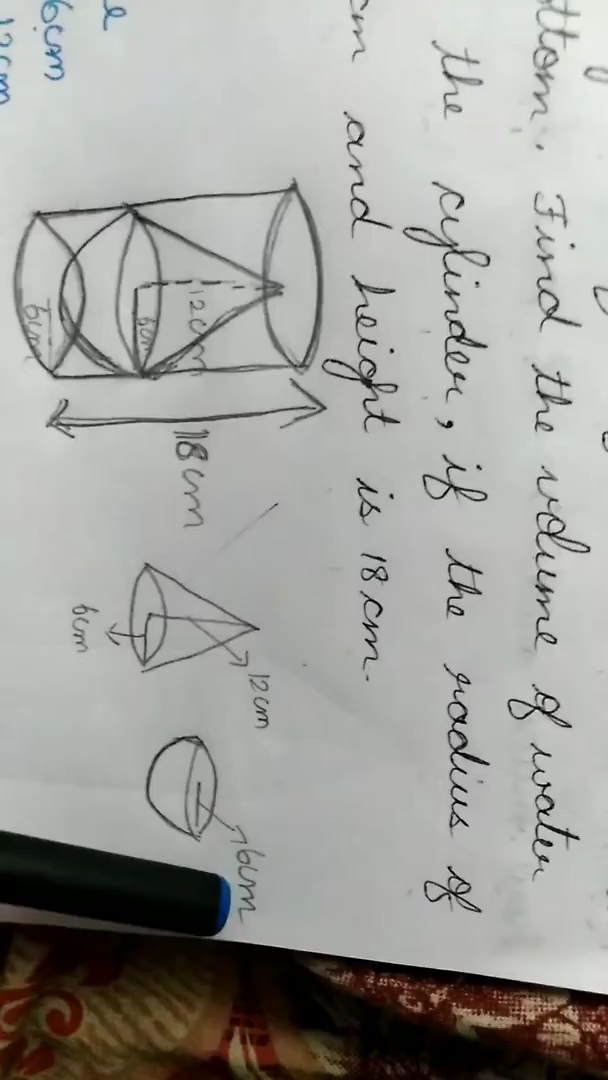 ttom. Find the volume of water
the cylinder, if the radius of
cm and height is 18 cm.
6cm
12cm
12cm
6cm
6cm
18cm
12cm
6cm
6cm